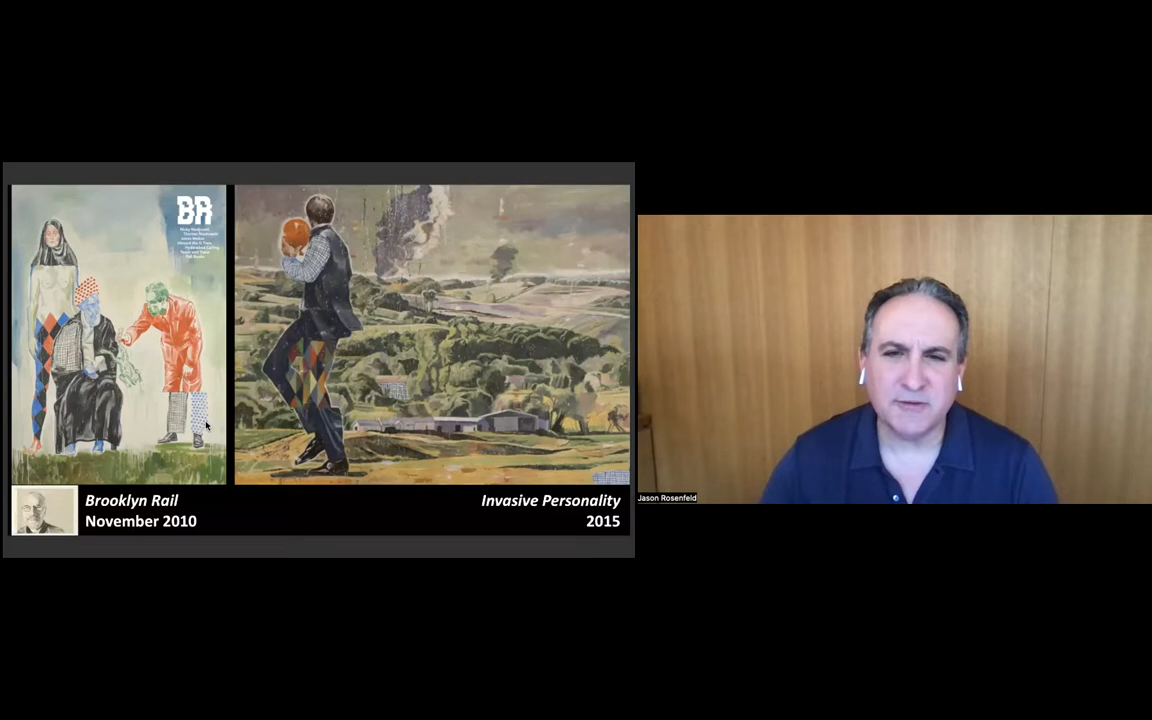 BR
Brooklyn Rail
November 2010
Invasive Personality
2015
Jason Rosenfeld